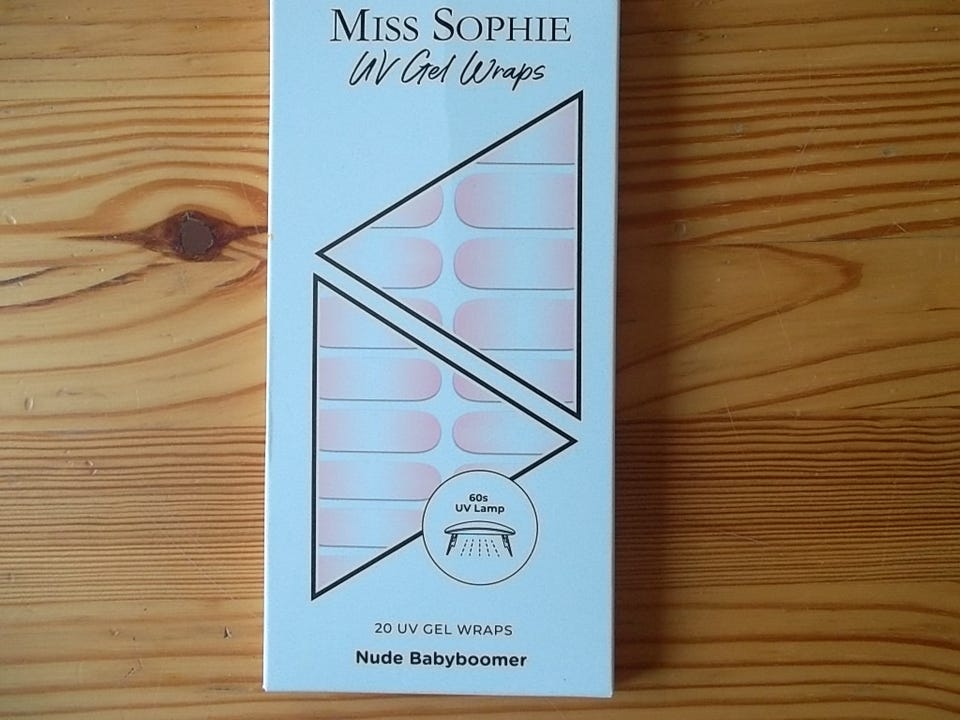 MISS SOPHIE
UV Gel Wraps
60s
UV Lamp
20 UV GEL WRAPS
Nude Babyboomer